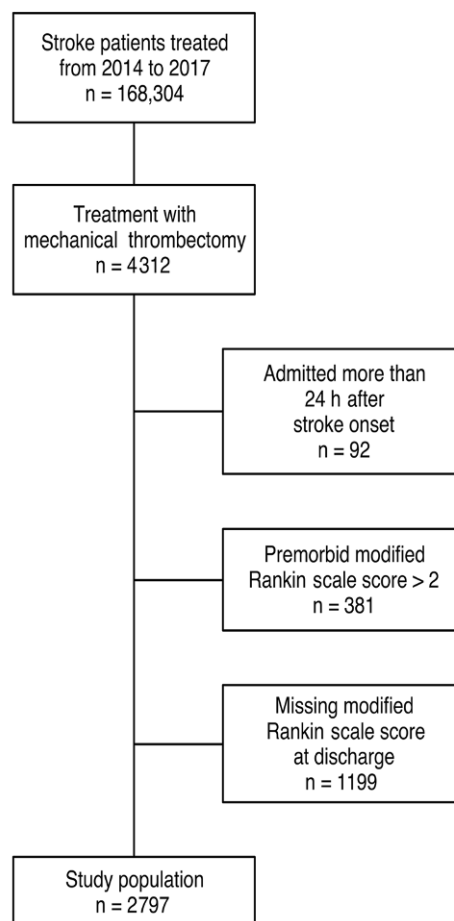 Stroke patients treated
from 2014 to 2017
n = 168,304
Treatment with
mechanical thrombectomy
n = 4312
Admitted more than
24 h after
stroke onset
n = 92
Premorbid modified
Rankin scale score > 2
n = 381
Missing modified
Rankin scale score
at discharge
n = 1199
Study population
n = 2797